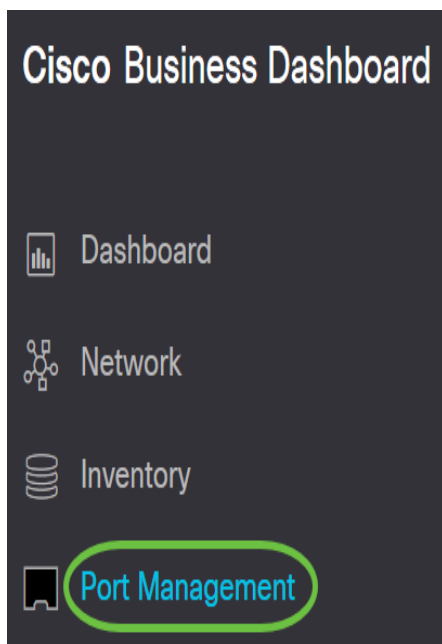 Cisco Business Dashboard
Dashboard
Network
Inventory
Port Management